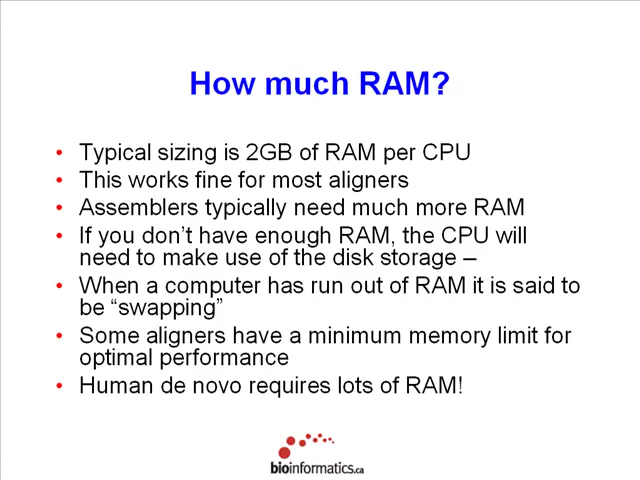 How much RAM?
• Typical sizing is 2GB of RAM per CPU
• This works fine for most aligners
• Assemblers typically need much more RAM
• If you don’t have enough RAM, the CPU will
need to make use of the disk storage –
• When a computer has run out of RAM it is said to
be “swapping”
• Some aligners have a minimum memory limit for
optimal performance
• Human de novo requires lots of RAM!
bioinformatics.ca